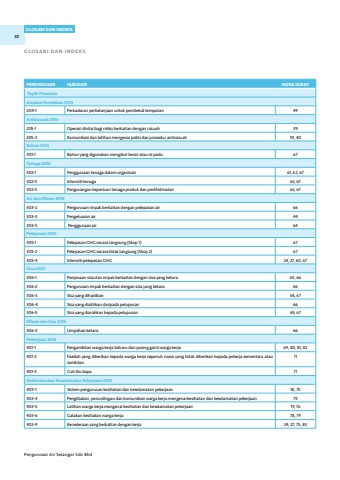 GLOSARI DAN INDEKS
88
GLOSARI DAN INDEKS
PENDEDAHAN HURAIAN MUKA SURAT
Topik Piawaian
Amalan Perolehan 2016
204-1 Perkadaran perbelanjaan untuk pembekal tempatan 49
Antirasuah 2016
205-1 Operasi dinilai bagi risiko berkaitan dengan rasuah 39
205-2 Komunikasi dan latihan mengenai polisi dan prosedur antirasuah 39, 40
Bahan 2016
301-1 Bahan yang digunakan mengikut berat atau isi padu 67
Tenaga 2016
302-1 Penggunaan tenaga dalam organisasi 61, 62, 67
302-3 Intensiti tenaga 62, 67
302-5 Pengurangan keperluan tenaga produk dan perkhidmatan 62, 67
Air dan Efluen 2018
303-2 Pengurusan impak berkaitan dengan pelepasan air 66
303-3 Pengeluaran air 49
303-5 Penggunaan air 64
Pelepasan 2016
305-1 Pelepasan GHG secara langsung (Skop 1) 67
305-2 Pelepasan GHG secara tidak langsung (Skop 2) 67
305-4 Intensiti pelepasan GHG 24, 27, 60, 67
Sisa 2020
306-1 Penjanaan sisa dan impak berkaitan dengan sisa yang ketara 65, 66
306-2 Pengurusan impak berkaitan dengan sisa yang ketara 66
306-3 Sisa yang dihasilkan 65, 67
306-4 Sisa yang dialihkan daripada pelupusan 66
306-5 Sisa yang diarahkan kepada pelupusan 65, 67
Efluen dan Sisa 2016
306-3 Limpahan ketara 66
Pekerjaan 2016
401-1 Pengambilan warga baharu dan pusing ganti warga kerja 69, 80, 81, 82
401-2 Faedah yang diberikan kepada warga kerja sepenuh masa yang tidak diberikan kepada pekerja sementara atau
sambilan 71
401-3 Cuti ibu bapa 71
Kesihatan dan Keselamatan Pekerjaan 2018
403-1 Sistem pengurusan kesihatan dan keselamatan pekerjaan 18, 75
403-4 Penglibatan, perundingan dan komunikasi warga kerja mengenai kesihatan dan keselamatan pekerjaan 75
403-5 Latihan warga kerja mengenai kesihatan dan keselamatan pekerjaan 79, 76
403-6 Galakan kesihatan warga kerja 78, 79
403-9 Kecederaan yang berkaitan dengan kerja 24, 27, 75, 83
Pengurusan Air Selangor Sdn Bhd